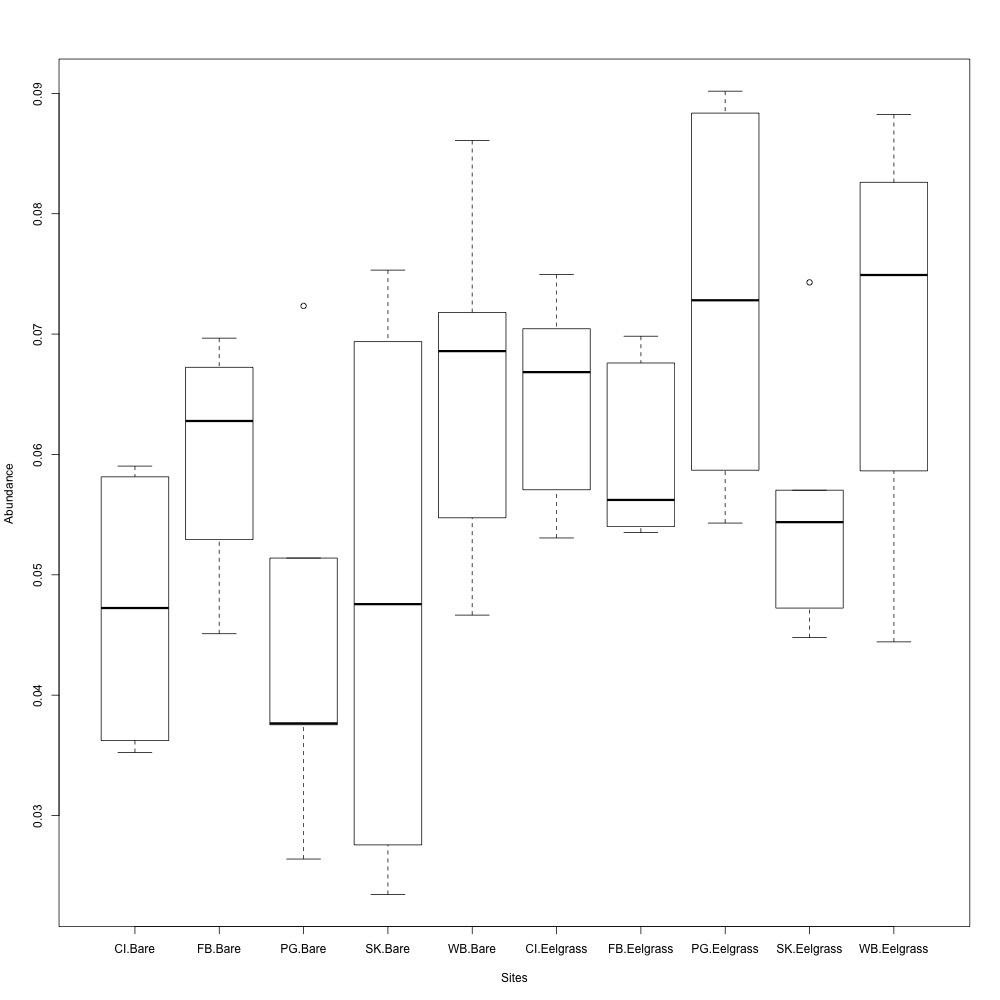 Abundance
0.09
0.08
0.07
0.06
0.05
0.04
0.03
CI.Bare FB.Bare PG.Bare SK.Bare WB.Bare CI.Eelgrass FB.Eelgrass PG.Eelgrass SK.Eelgrass WB.Eelgrass
Sites